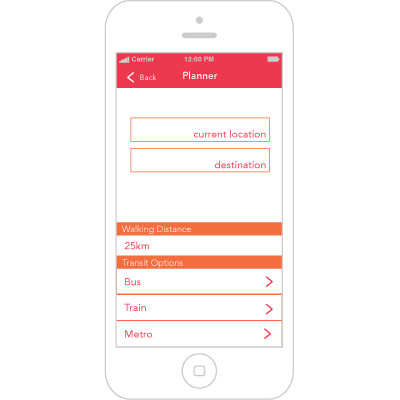 Carrier 12:00 PM
Back Planner
current location
destination
Walking Distance
25km
Transit Options
Bus
Train
Metro